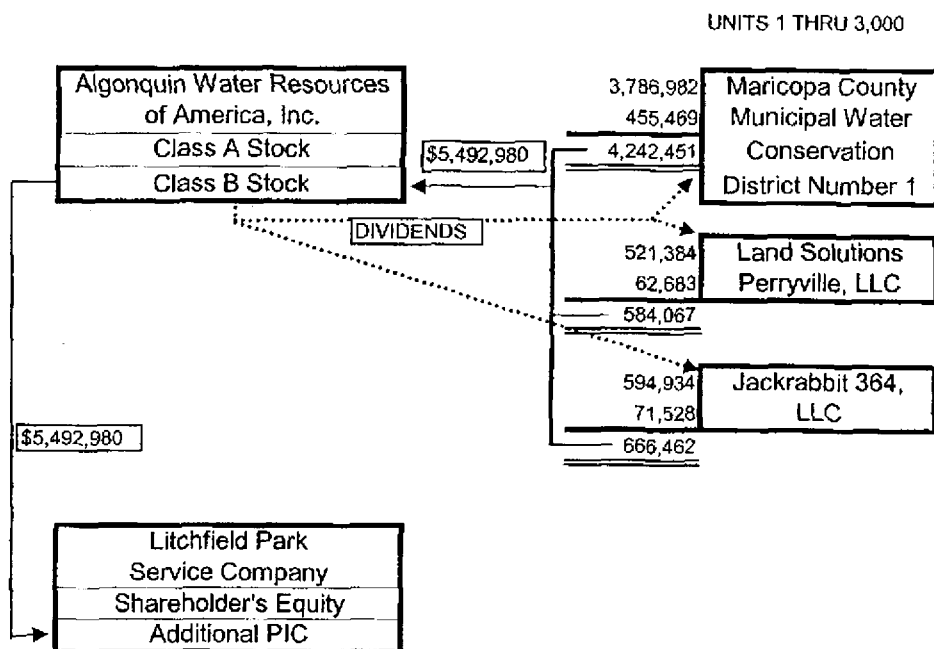 UNITS 1 THRU 3,000
Algonquin Water Resources
of America, Inc.
Class A Stock
Class B Stock
$5,492,980
3,786,982
455,469
4,242,451
Maricopa County
Municipal Water
Conservation
District Number 1
DIVIDENDS
521,384
62,683
584,067
Land Solutions
Perryville, LLC
594,934
71,528
666,462
Jackrabbit 364,
LLC
$5,492,980
Litchfield Park
Service Company
Shareholder's Equity
Additional PIC